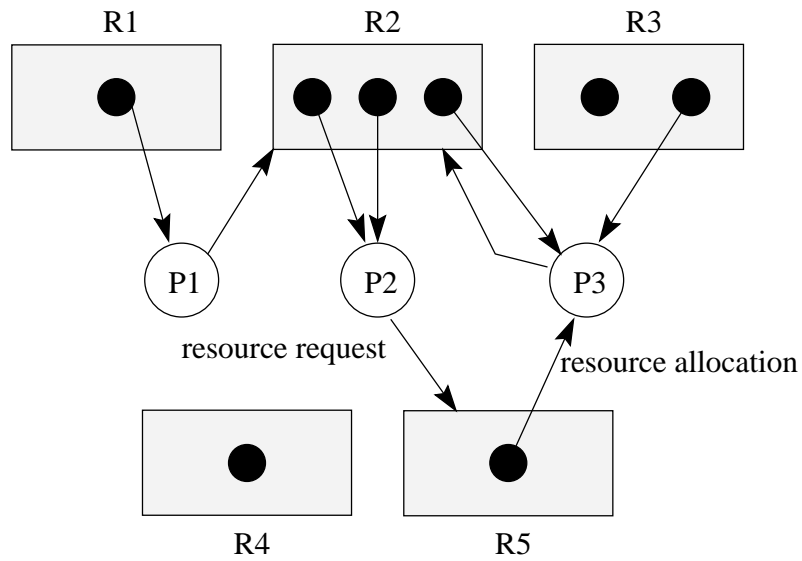 R1
R2
R3
P1
P2
P3
resource request
resource allocation
R4
R5